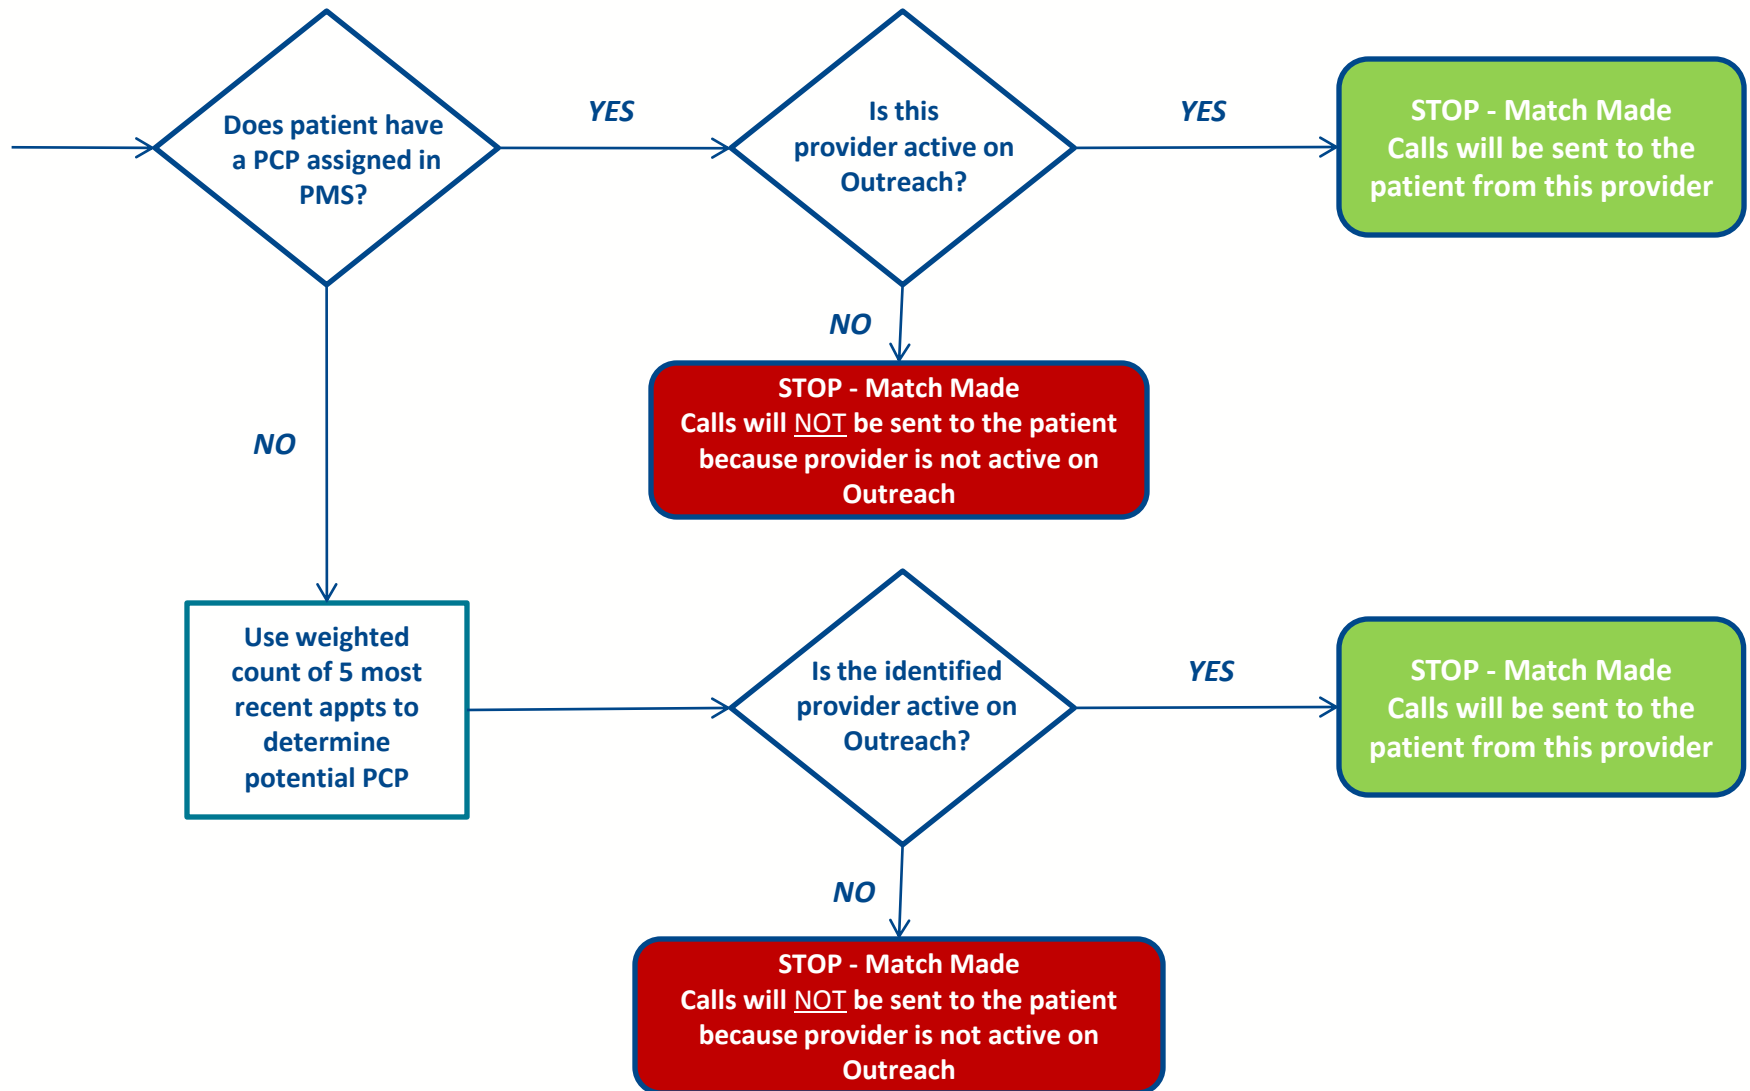 Does patient have
a PCP assigned in
PMS?
YES
Is this
provider active on
Outreach?
YES
STOP - Match Made
Calls will be sent to the
patient from this provider
NO
STOP - Match Made
Calls will NOT be sent to the patient
because provider is not active on
Outreach
NO
Use weighted
count of 5 most
recent appts to
determine
potential PCP
Is the identified
provider active on
Outreach?
YES
STOP - Match Made
Calls will be sent to the
patient from this provider
NO
STOP - Match Made
Calls will NOT be sent to the patient
because provider is not active on
Outreach